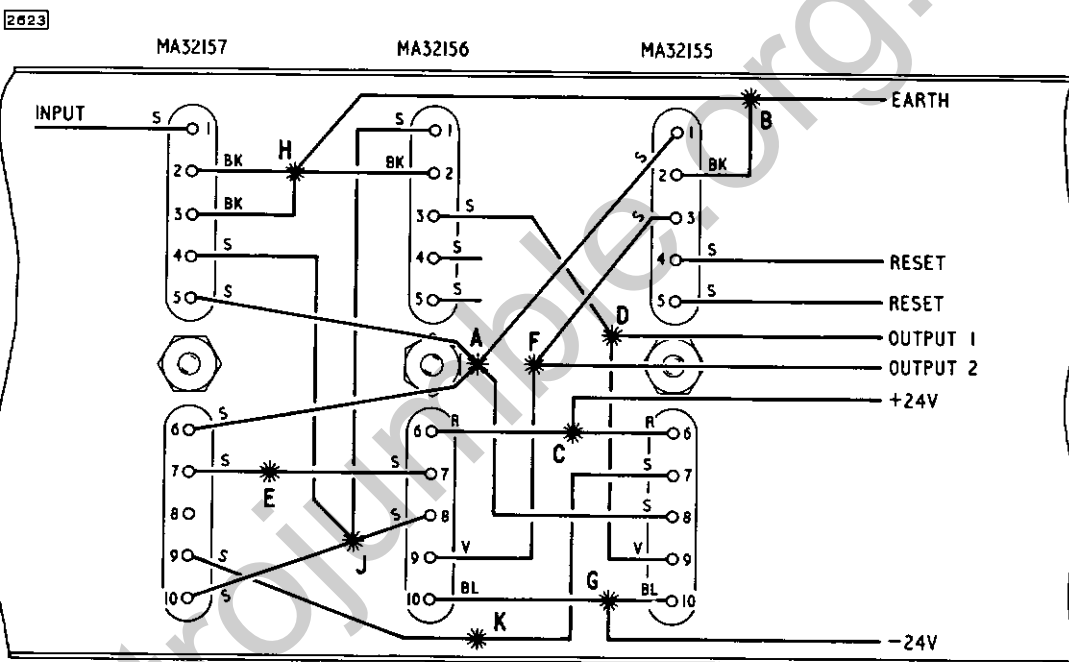 2623
MA32157 MA32156 MA32155
INPUT S 1 S 1 1 S EARTH
H B
2 BK BK 2 2 BK
3 BK 3 S S 3
4 S 4 S 4 S RESET
5 S 5 S 5 S RESET
A F D OUTPUT 1
OUTPUT 2
+24V
6 S 6 R C R 6
7 S E S 7 S 7
8 S 8 S 8
9 S 9 V V 9
J
10 S 10 BL G BL 10
K -24V
trojumble.org.